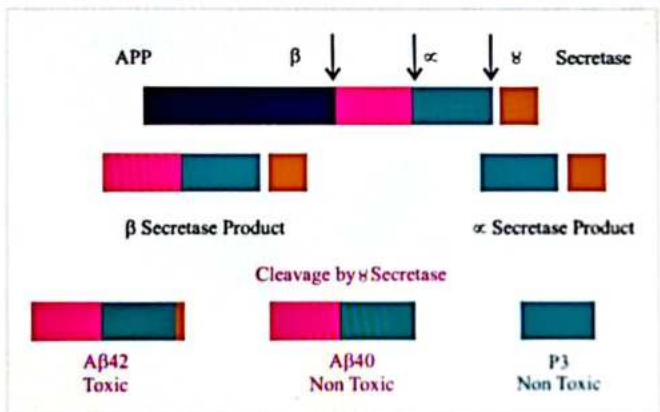 APP β ∝ ४ Secretase
β Secretase Product
∝ Secretase Product
Cleavage by ४ Secretase
Aβ42
Toxic
Aβ40
Non Toxic
P3
Non Toxic